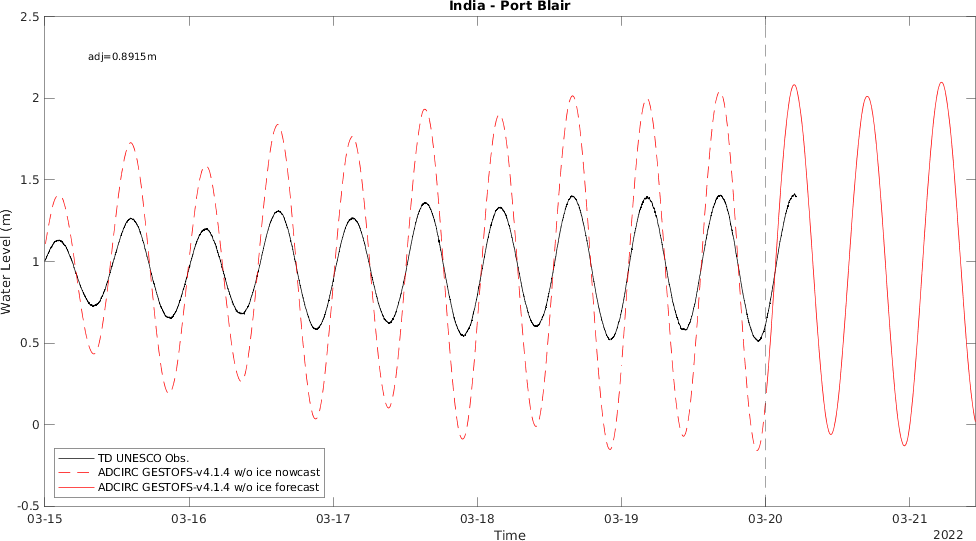 India - Port Blair
2.5
adj=0.8915m
2
1.5
1
0.5
0
-0.5
Water Level (m)
TD UNESCO Obs.
ADCIRC GESTOFS-v4.1.4 w/o ice nowcast
ADCIRC GESTOFS-v4.1.4 w/o ice forecast
03-15 03-16 03-17 03-18 03-19 03-20 03-21
Time
2022